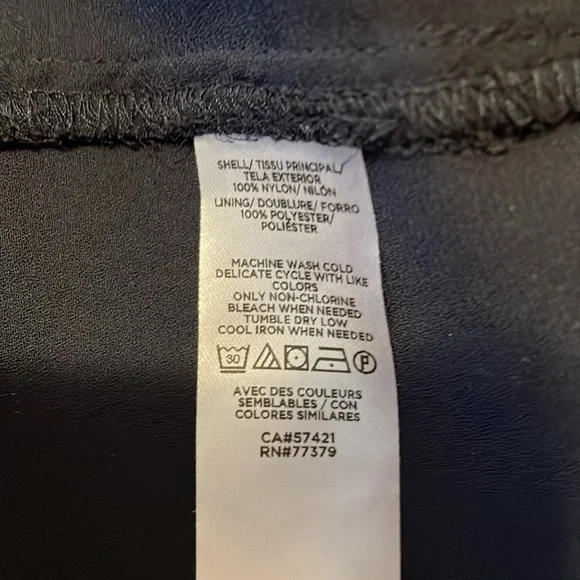 SHELL/ TISSU PRINCIPAL/
TELA EXTERIOR
100% NYLON/ NILÓN
LINING/ DOUBLURE/ FORRO
100% POLYESTER/
POLIÉSTER
MACHINE WASH COLD
DELICATE CYCLE WITH LIKE
COLORS
ONLY NON-CHLORINE
BLEACH WHEN NEEDED
TUMBLE DRY LOW
COOL IRON WHEN NEEDED
30 P
AVEC DES COULEURS
SEMBLABLES / CON
COLORES SIMILARES
CA#57421
RN#77379